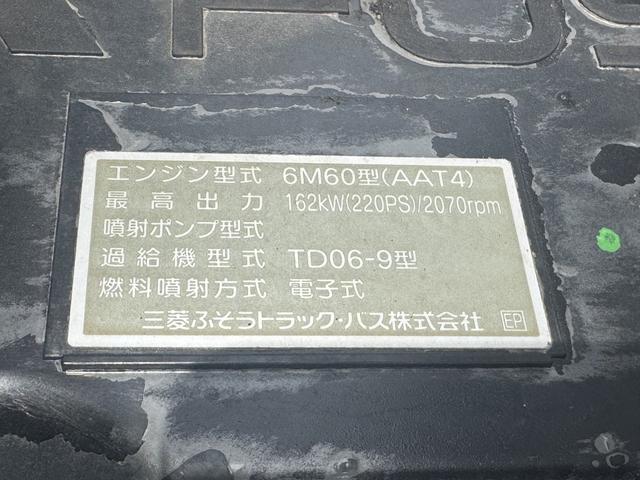 エンジン型式 6M60型(AAT4)
最高出力 162kW(220PS)/2070rpm
噴射ポンプ型式
過給機型式 TD06-9型
燃料噴射方式 電子式
三菱ふそうトラック・バス株式会社 EP